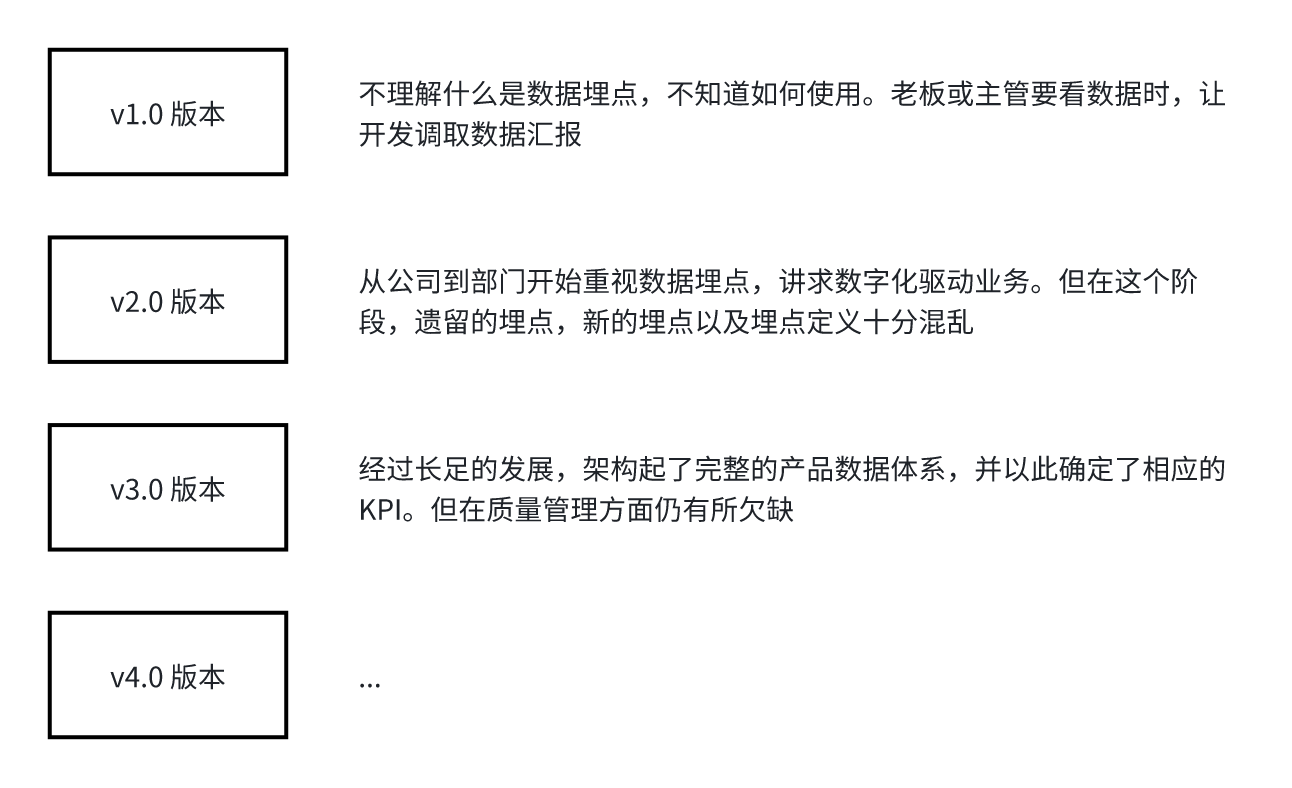 v1.0 版本
不理解什么是数据埋点，不知道如何使用。老板或主管要看数据时，让
开发调取数据汇报
v2.0 版本
从公司到部门开始重视数据埋点，讲求数字化驱动业务。但在这个阶
段，遗留的埋点，新的埋点以及埋点定义十分混乱
v3.0 版本
经过长足的发展，架构起了完整的产品数据体系，并以此确定了相应的
KPI。但在质量管理方面仍有所欠缺
v4.0 版本
...